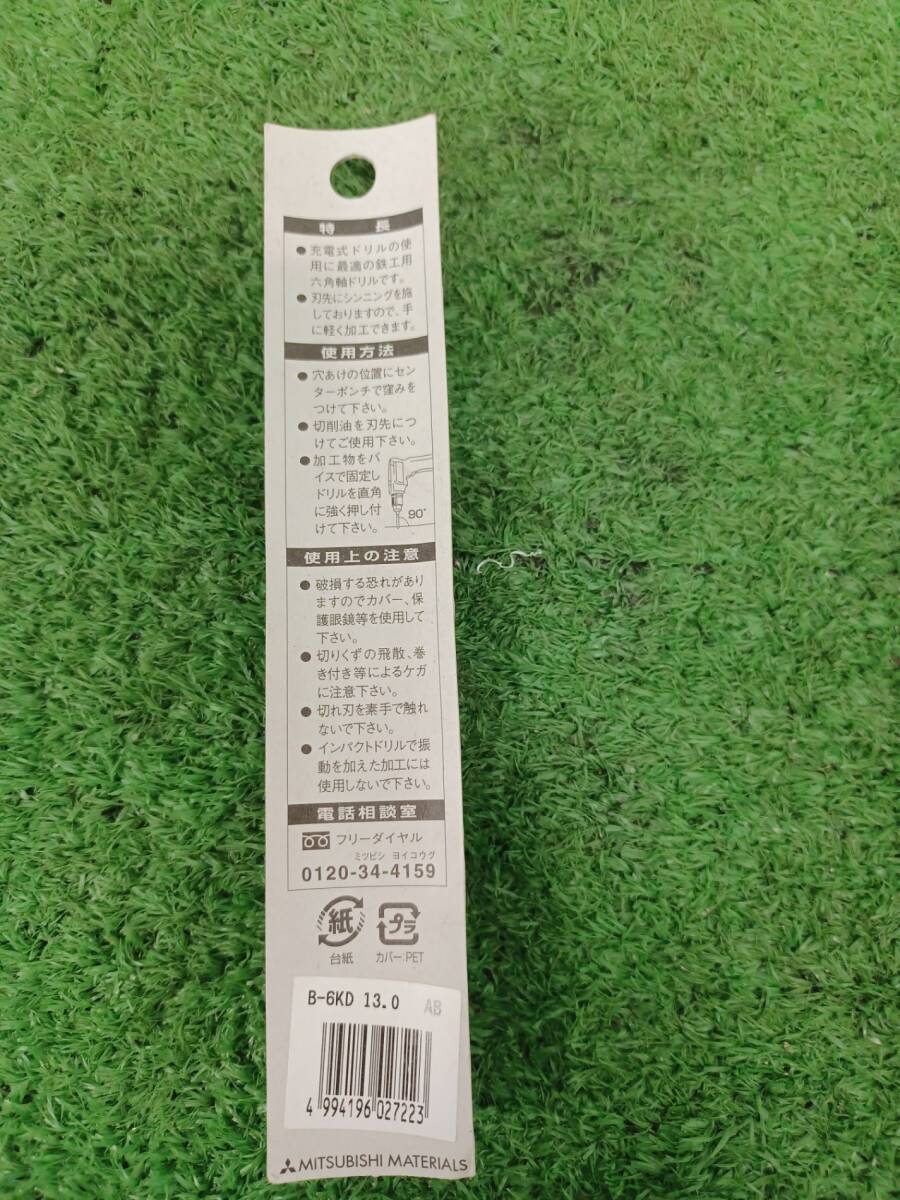 特 長
●充電式ドリルの使
用に最適の鉄工用
六角軸ドリルです。
●刃先にシンニングを施
しておりますので、手
に軽く加工できます。
使用方法
●穴あけの位置にセン
ターポンチで窪みを
つけて下さい。
●切削油を刃先につ
けてご使用下さい。
●加工物をバ
イスで固定し
ドリルを直角
に強く押し付
けて下さい。
90°
使用上の注意
●破損する恐れがあり
ますのでカバー、保
護眼鏡等を使用して
下さい。
●切りくずの飛散、巻
き付き等によるケガ
に注意下さい。
●切れ刃を素手で触れ
ないで下さい。
●インパクトドリルで振
動を加えた加工には
使用しないで下さい。
電話相談室
フリーダイヤル
ミツビシ ヨイコウグ
0120-34-4159
紙 プラ
台紙 カバー:PET
B-6KD 13.0 AB
4 994196 027223
MITSUBISHI MATERIALS